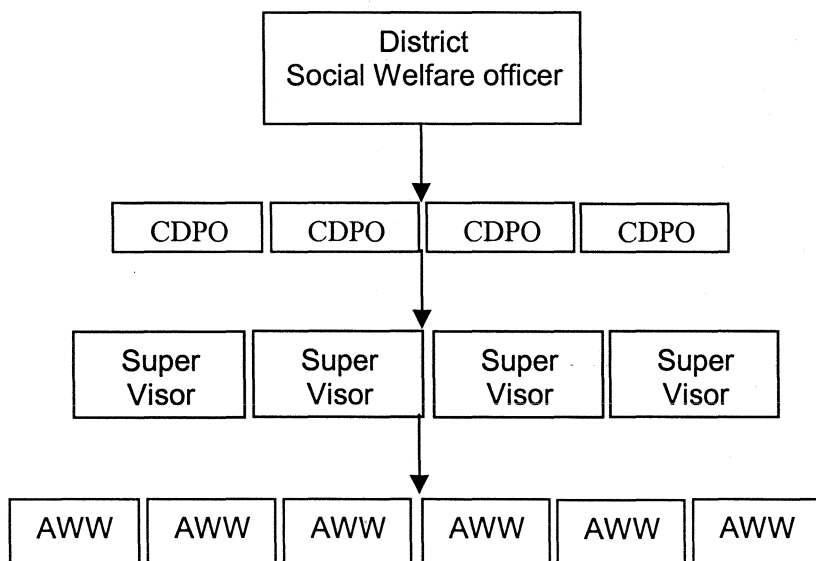 District
Social Welfare officer
CDPO CDPO CDPO CDPO
Super Super Super Super
Visor Visor Visor Visor
AWW AWW AWW AWW AWW AWW